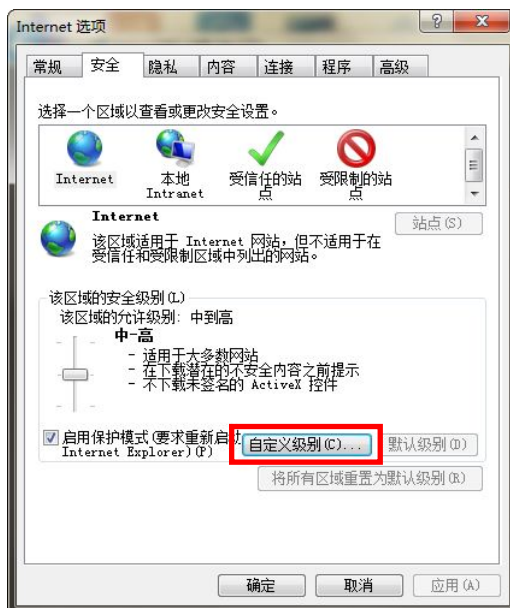 Internet 选项
常规 安全 隐私 内容 连接 程序 高级
选择一个区域以查看或更改安全设置。
Internet 本地 受信任的站 受限制的站
Intranet 点 点
Internet
站点(S)
该区域适用于 Internet 网站，但不适用于在
受信任和受限制区域中列出的网站。
该区域的安全级别(L)
该区域的允许级别: 中到高
中-高
- 适用于大多数网站
- 在下载潜在的不安全内容之前提示
- 不下载未签名的 ActiveX 控件
启用保护模式(要求重新启动
Internet Explorer)(P)
自定义级别(C)... 默认级别(D)
将所有区域重置为默认级别(R)
确定 取消 应用(A)